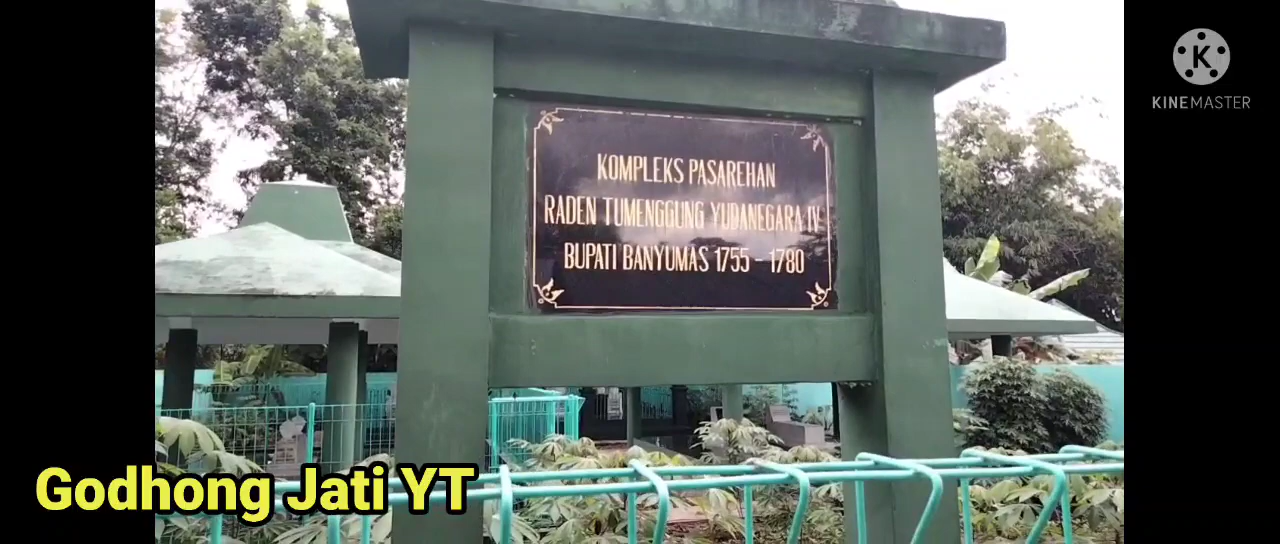 K
KINEMASTER
KOMPLEKS PASAREHAN
RADEN TUMENGGUNG YUDANEGARA IV
BUPATI BANYUMAS 1755 - 1780
Godhong Jati YT